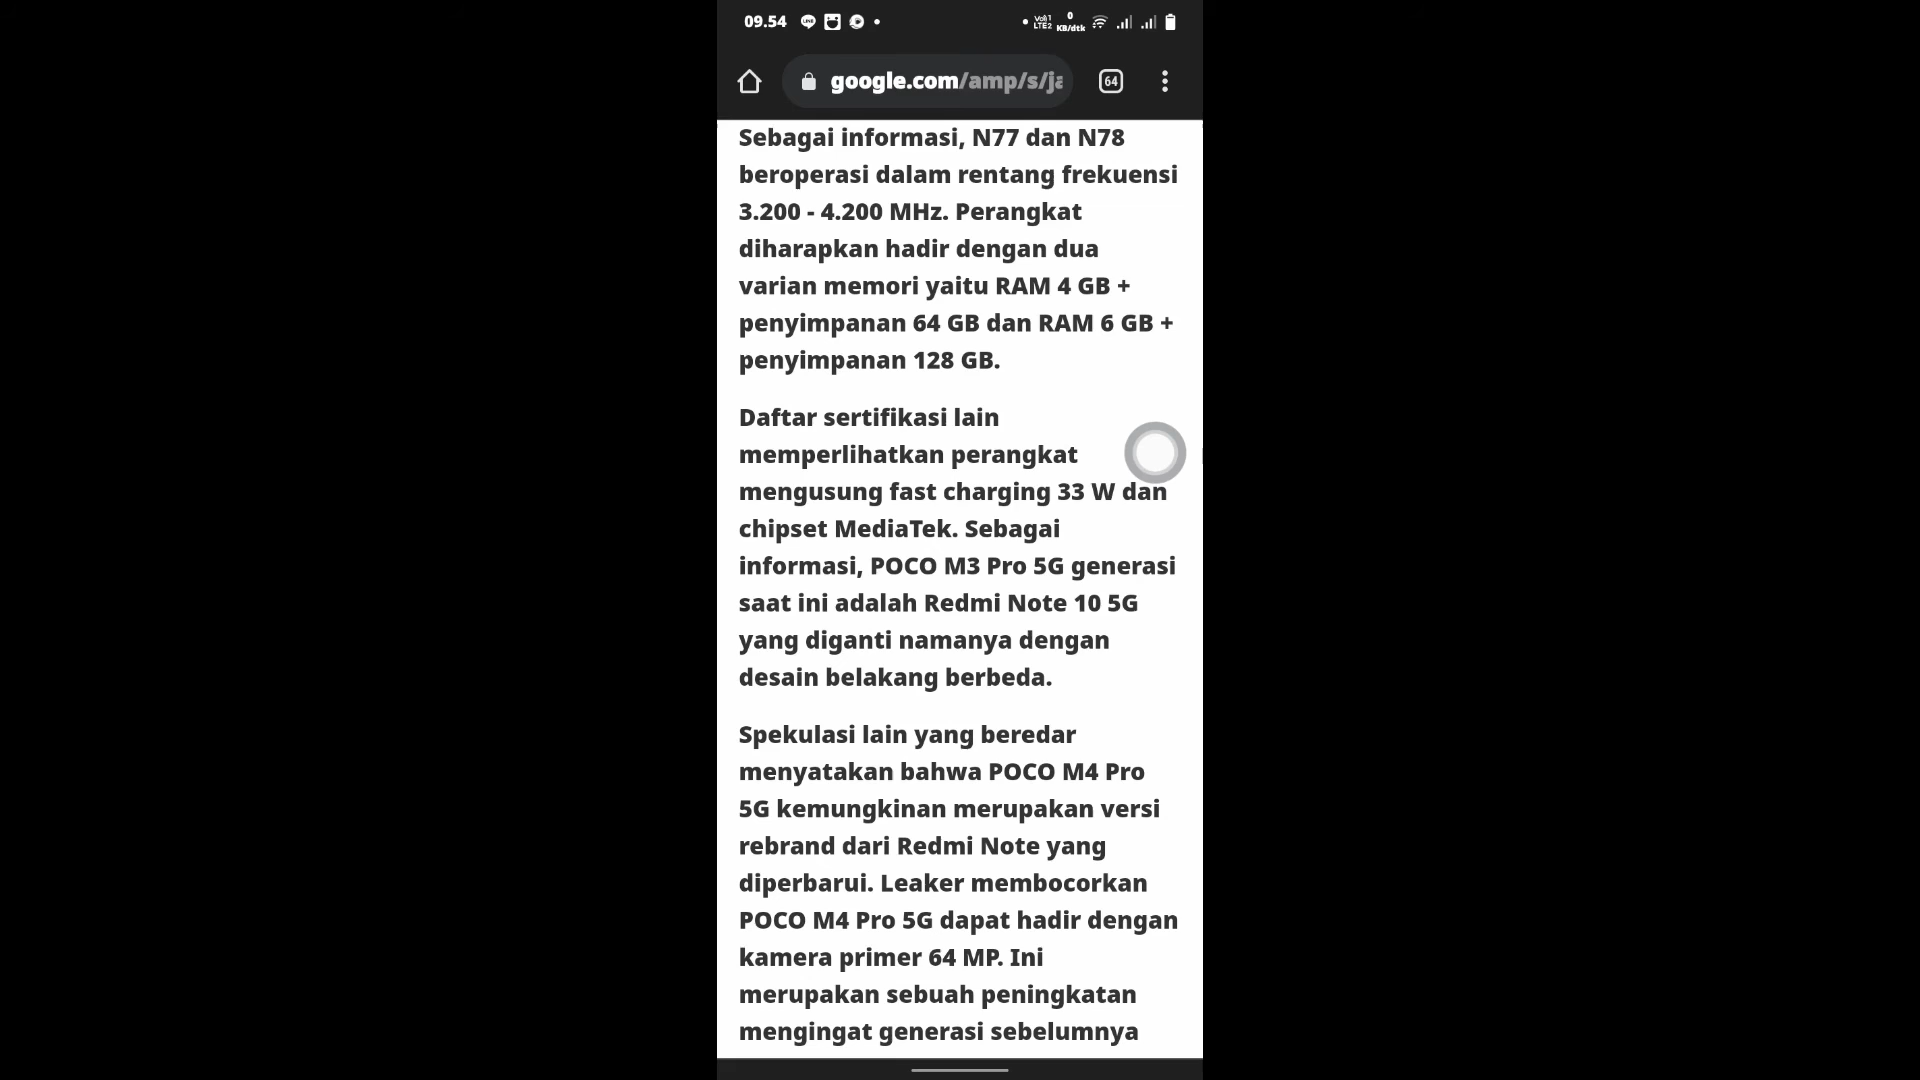 09.54
Vo)) 1
LTE2
0
KB/dtk
google.com/amp/s/ja
64
Sebagai informasi, N77 dan N78
beroperasi dalam rentang frekuensi
3.200 - 4.200 MHz. Perangkat
diharapkan hadir dengan dua
varian memori yaitu RAM 4 GB +
penyimpanan 64 GB dan RAM 6 GB +
penyimpanan 128 GB.
Daftar sertifikasi lain
memperlihatkan perangkat
mengusung fast charging 33 W dan
chipset MediaTek. Sebagai
informasi, POCO M3 Pro 5G generasi
saat ini adalah Redmi Note 10 5G
yang diganti namanya dengan
desain belakang berbeda.
Spekulasi lain yang beredar
menyatakan bahwa POCO M4 Pro
5G kemungkinan merupakan versi
rebrand dari Redmi Note yang
diperbarui. Leaker membocorkan
POCO M4 Pro 5G dapat hadir dengan
kamera primer 64 MP. Ini
merupakan sebuah peningkatan
mengingat generasi sebelumnya